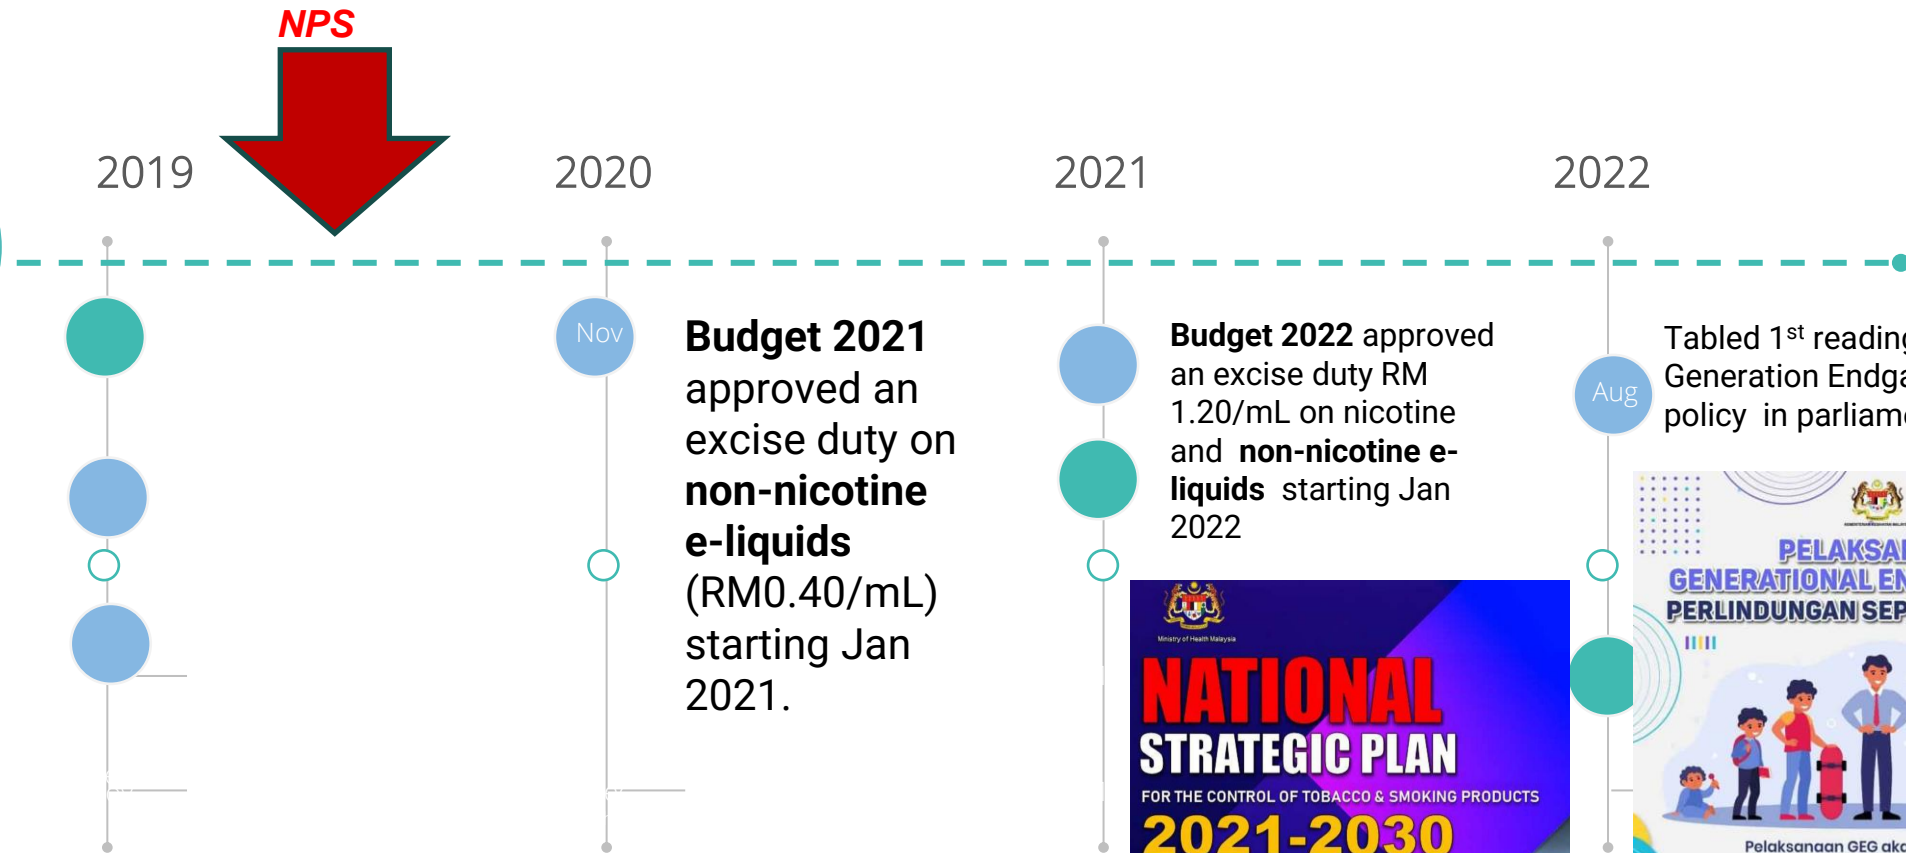 NPS
2019
2020
2021
2022
Nov
Budget 2021
approved an
excise duty on
non-nicotine
e-liquids
(RM0.40/mL)
starting Jan
2021.
Budget 2022 approved
an excise duty RM
1.20/mL on nicotine
and non-nicotine e-
liquids starting Jan
2022
Ministry of Health Malaysia
NATIONAL
STRATEGIC PLAN
FOR THE CONTROL OF TOBACCO & SMOKING PRODUCTS
2021-2030
Aug
Tabled 1st reading
Generation Endga
policy in parliam
PELAKSA
GENERATIONAL EN
PERLINDUNGAN SEP
Pelaksanaan GEG aka